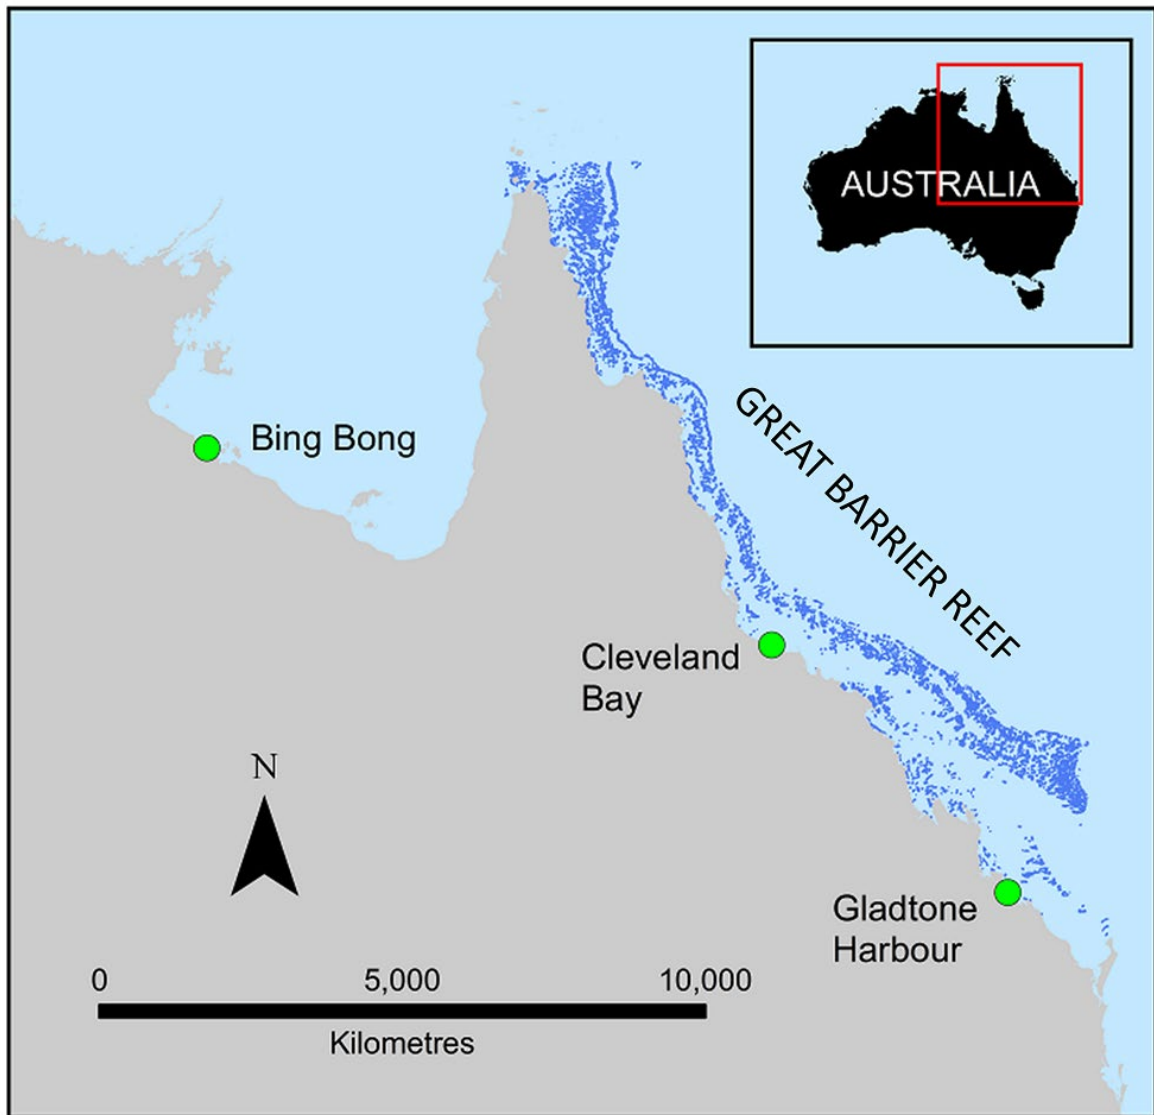 AUSTRALIA
GREAT BARRIER REEF
Bing Bong
Cleveland
Bay
N
Gladtone
Harbour
0 5,000 10,000
Kilometres